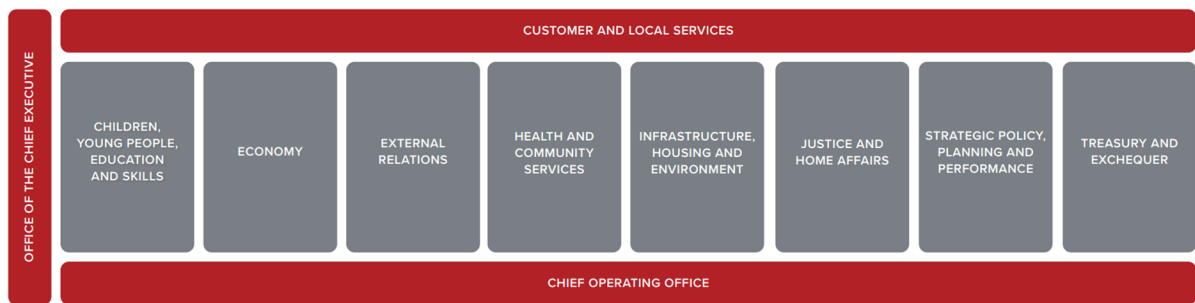 OFFICE OF THE CHIEF EXECUTIVE
CUSTOMER AND LOCAL SERVICES
CHILDREN,
YOUNG PEOPLE,
EDUCATION
AND SKILLS
ECONOMY
EXTERNAL
RELATIONS
HEALTH AND
COMMUNITY
SERVICES
INFRASTRUCTURE,
HOUSING AND
ENVIRONMENT
JUSTICE AND
HOME AFFAIRS
STRATEGIC POLICY,
PLANNING AND
PERFORMANCE
TREASURY AND
EXCHEQUER
CHIEF OPERATING OFFICE